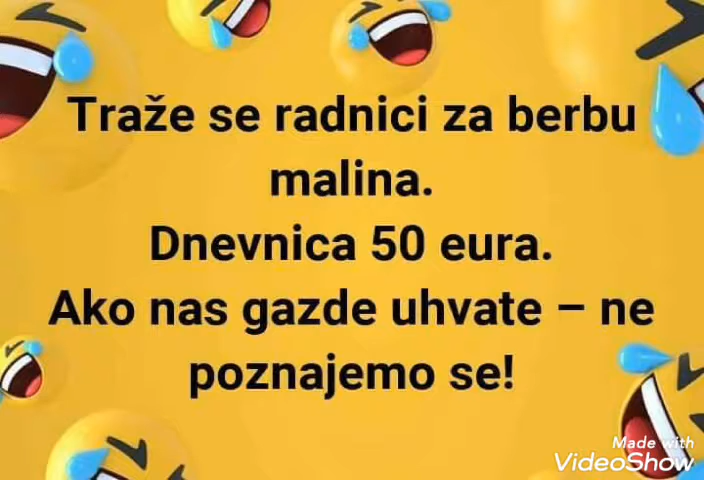 Traže se radnici za berbu
malina.
Dnevnica 50 eura.
Ako nas gazde uhvate – ne
poznajemo se!
Made with
VideoShow